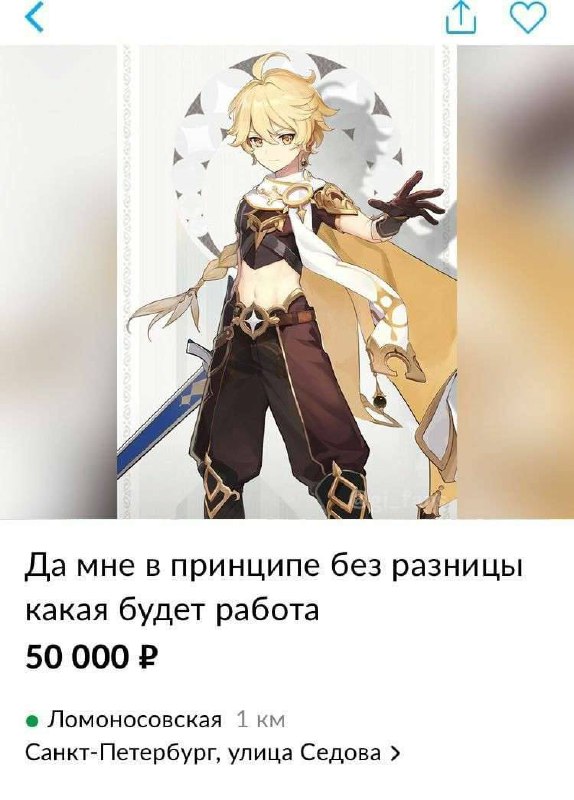 Да мне в принципе без разницы
какая будет работа
50 000 ₽
Ломоносовская 1 км
Санкт-Петербург, улица Седова